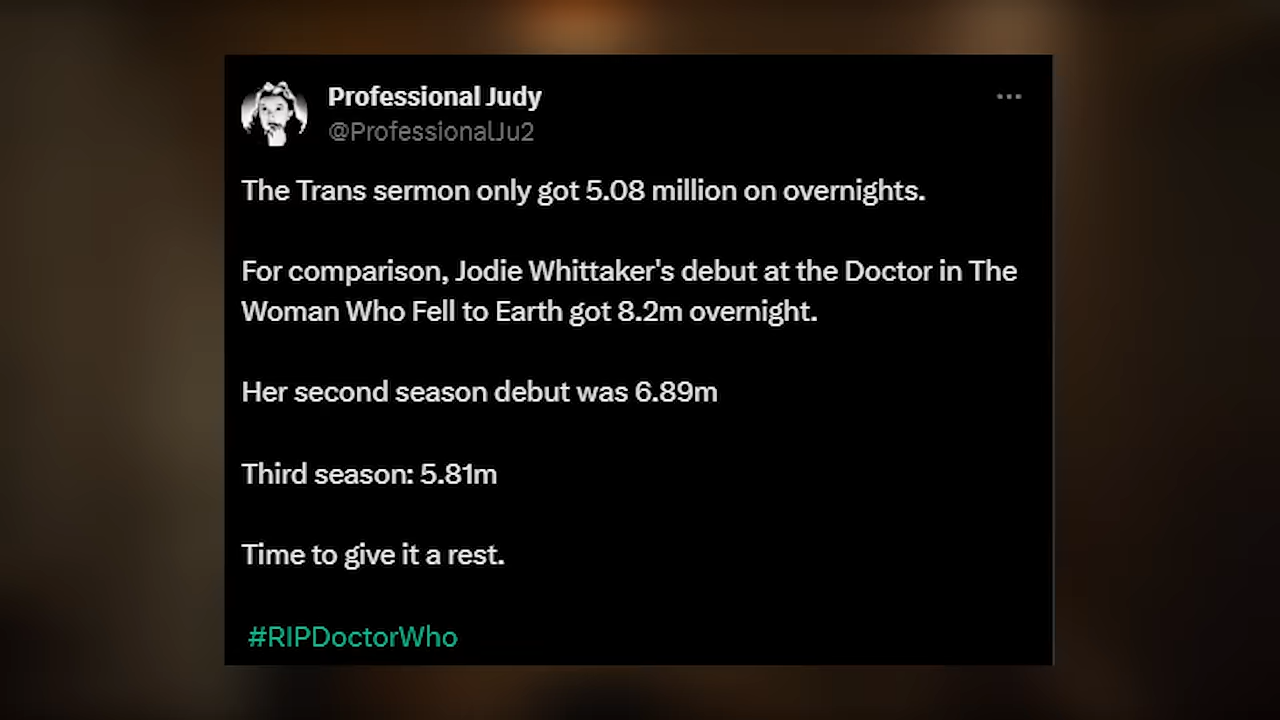 Professional Judy
@ProfessionalJu2
The Trans sermon only got 5.08 million on overnights.
For comparison, Jodie Whittaker's debut at the Doctor in The
Woman Who Fell to Earth got 8.2m overnight.
Her second season debut was 6.89m
Third season: 5.81m
Time to give it a rest.
#RIPDoctorWho